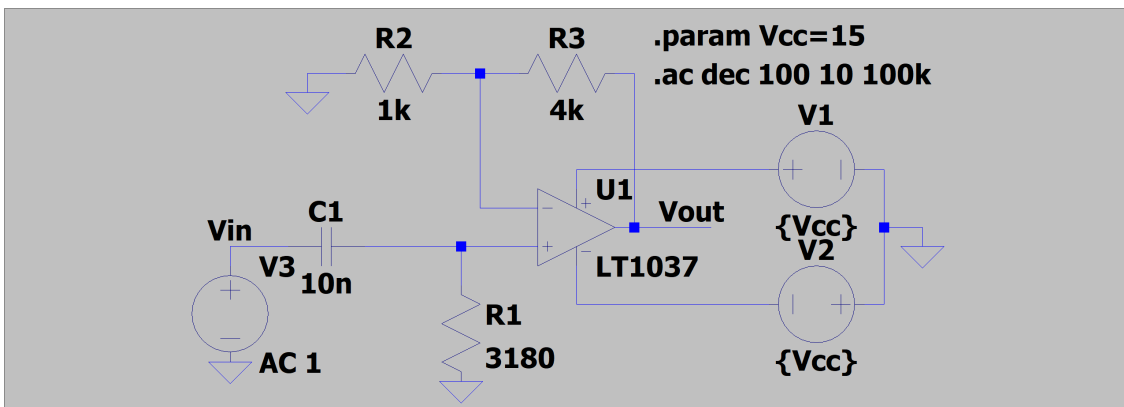 R2
1k
R3
4k
.param Vcc=15
.ac dec 100 10 100k
V1
{Vcc}
V2
{Vcc}
U1
LT1037
Vout
Vin
C1
10n
V3
AC 1
R1
3180